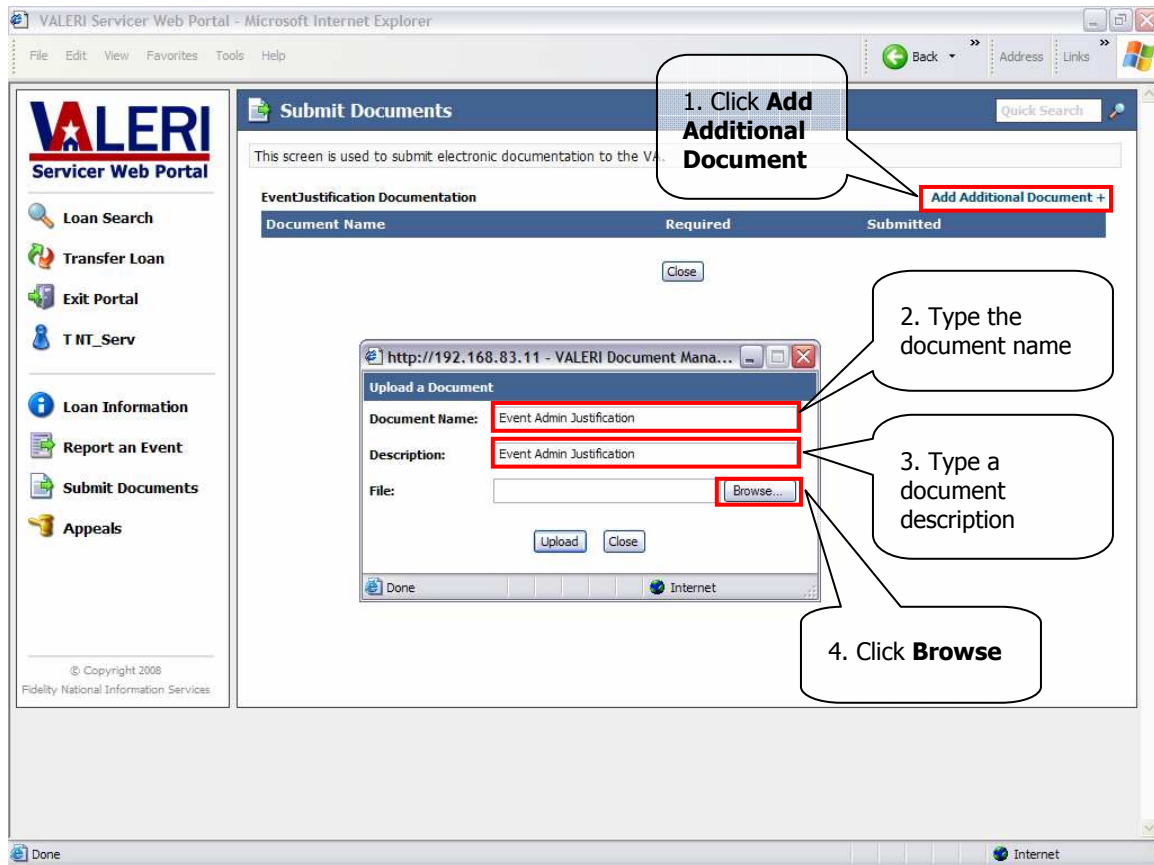 VALERI Servicer Web Portal - Microsoft Internet Explorer
File Edit View Favorites Tools Help
Back
Address
Links
VALERI
Servicer Web Portal
Loan Search
Transfer Loan
Exit Portal
T NT_Serv
Loan Information
Report an Event
Submit Documents
Appeals
© Copyright 2008
Fidelity National Information Services
Submit Documents
Quick Search
This screen is used to submit electronic documentation to the VA.
EventJustification Documentation
Add Additional Document +
Document Name Required Submitted
Close
1. Click Add
Additional
Document
2. Type the
document name
http://192.168.83.11 - VALERI Document Mana...
Upload a Document
Document Name: Event Admin Justification
Description: Event Admin Justification
File: Browse...
Upload Close
Done Internet
3. Type a
document
description
4. Click Browse
Done Internet